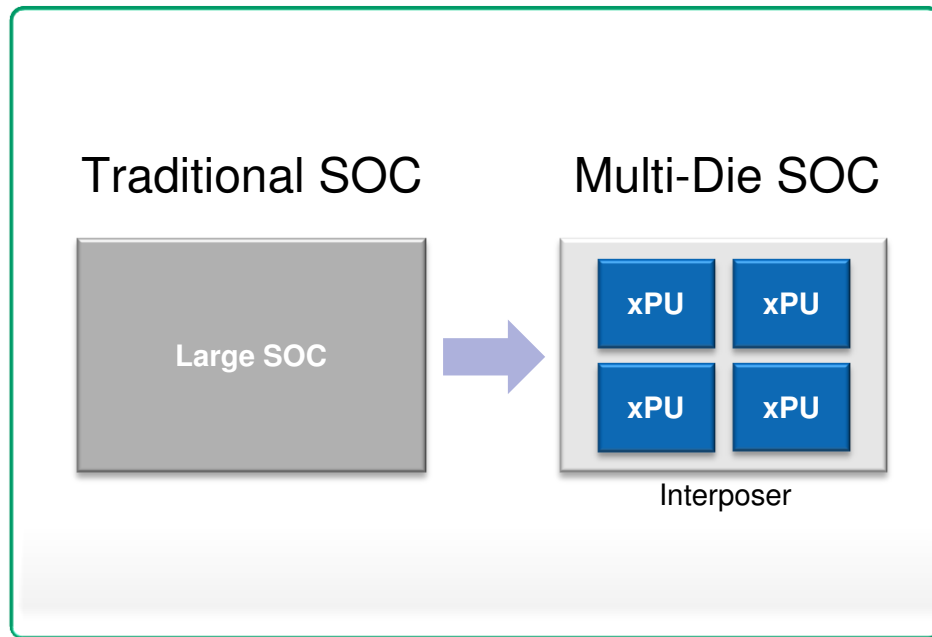 Traditional SOC
Multi-Die SOC
Large SOC
xPU
xPU
xPU
xPU
Interposer